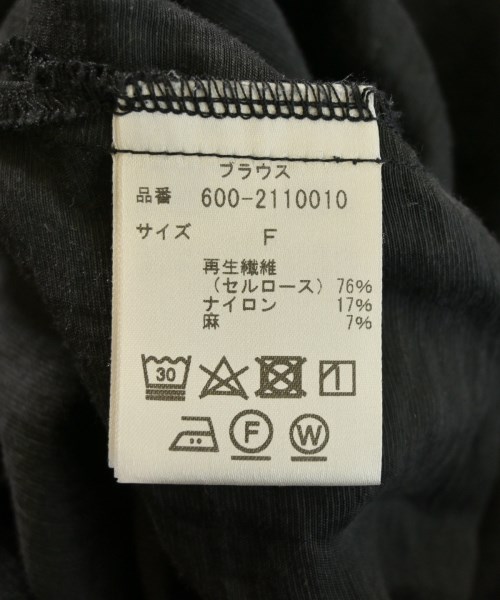 ブラウス
品番 600-2110010
サイズ F
再生繊維
(セルロース) 76%
ナイロン 17%
麻 7%
30
F W